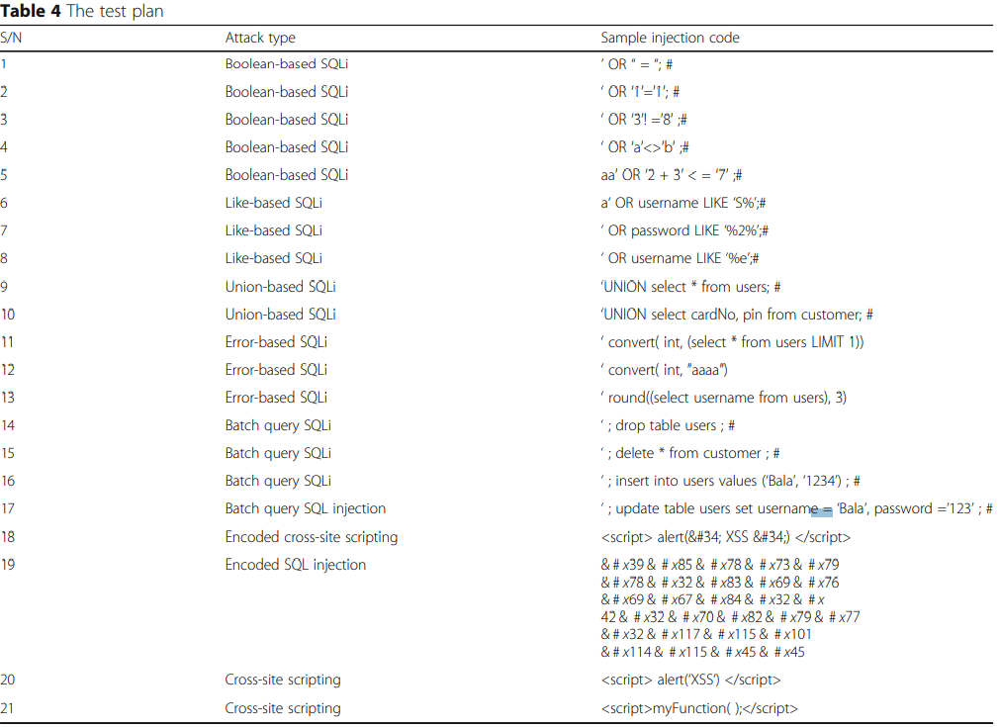 Table 4 The test plan
S/N Attack type Sample injection code
1 Boolean-based SQLi ‘ OR “ = “; #
2 Boolean-based SQLi ‘ OR ‘1’=’1’; #
3 Boolean-based SQLi ‘ OR ‘3’! =’8’ ;#
4 Boolean-based SQLi ‘ OR ‘a’<>’b’ ;#
5 Boolean-based SQLi aa’ OR ‘2 + 3’ < = ‘7’ ;#
6 Like-based SQLi a’ OR username LIKE ‘S%’;#
7 Like-based SQLi ‘ OR password LIKE ‘%2%’;#
8 Like-based SQLi ‘ OR username LIKE ‘%e’;#
9 Union-based SQLi ‘UNION select * from users; #
10 Union-based SQLi ‘UNION select cardNo, pin from customer; #
11 Error-based SQLi ‘ convert( int, (select * from users LIMIT 1))
12 Error-based SQLi ‘ convert( int, "aaaa")
13 Error-based SQLi ‘ round((select username from users), 3)
14 Batch query SQLi ‘ ; drop table users ; #
15 Batch query SQLi ‘ ; delete * from customer ; #
16 Batch query SQLi ‘ ; insert into users values (‘Bala’, ‘1234’) ; #
17 Batch query SQL injection ‘ ; update table users set username = ‘Bala’, password =’123’ ; #
18 Encoded cross-site scripting <script> alert(&#34; XSS &#34;) </script>
19 Encoded SQL injection & # x39 & # x85 & # x78 & # x73 & # x79
& # x78 & # x32 & # x83 & # x69 & # x76
& # x69 & # x67 & # x84 & # x32 & # x
42 & # x32 & # x70 & # x82 & # x79 & # x77
& # x32 & # x117 & # x115 & # x101
& # x114 & # x115 & # x45 & # x45
20 Cross-site scripting <script> alert(‘XSS’) </script>
21 Cross-site scripting <script>myFunction( );</script>